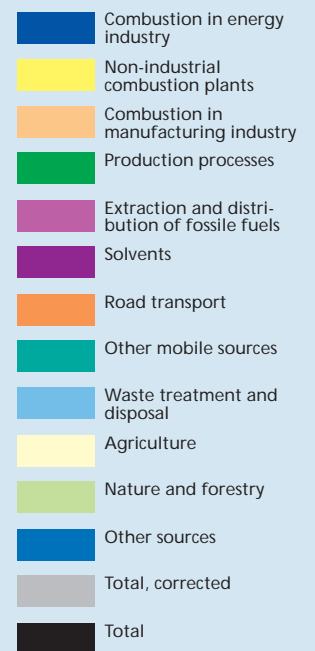 Combustion in energy
industry
Non-industrial
combustion plants
Combustion in
manufacturing industry
Production processes
Extraction and distri-
bution of fossile fuels
Solvents
Road transport
Other mobile sources
Waste treatment and
disposal
Agriculture
Nature and forestry
Other sources
Total, corrected
Total